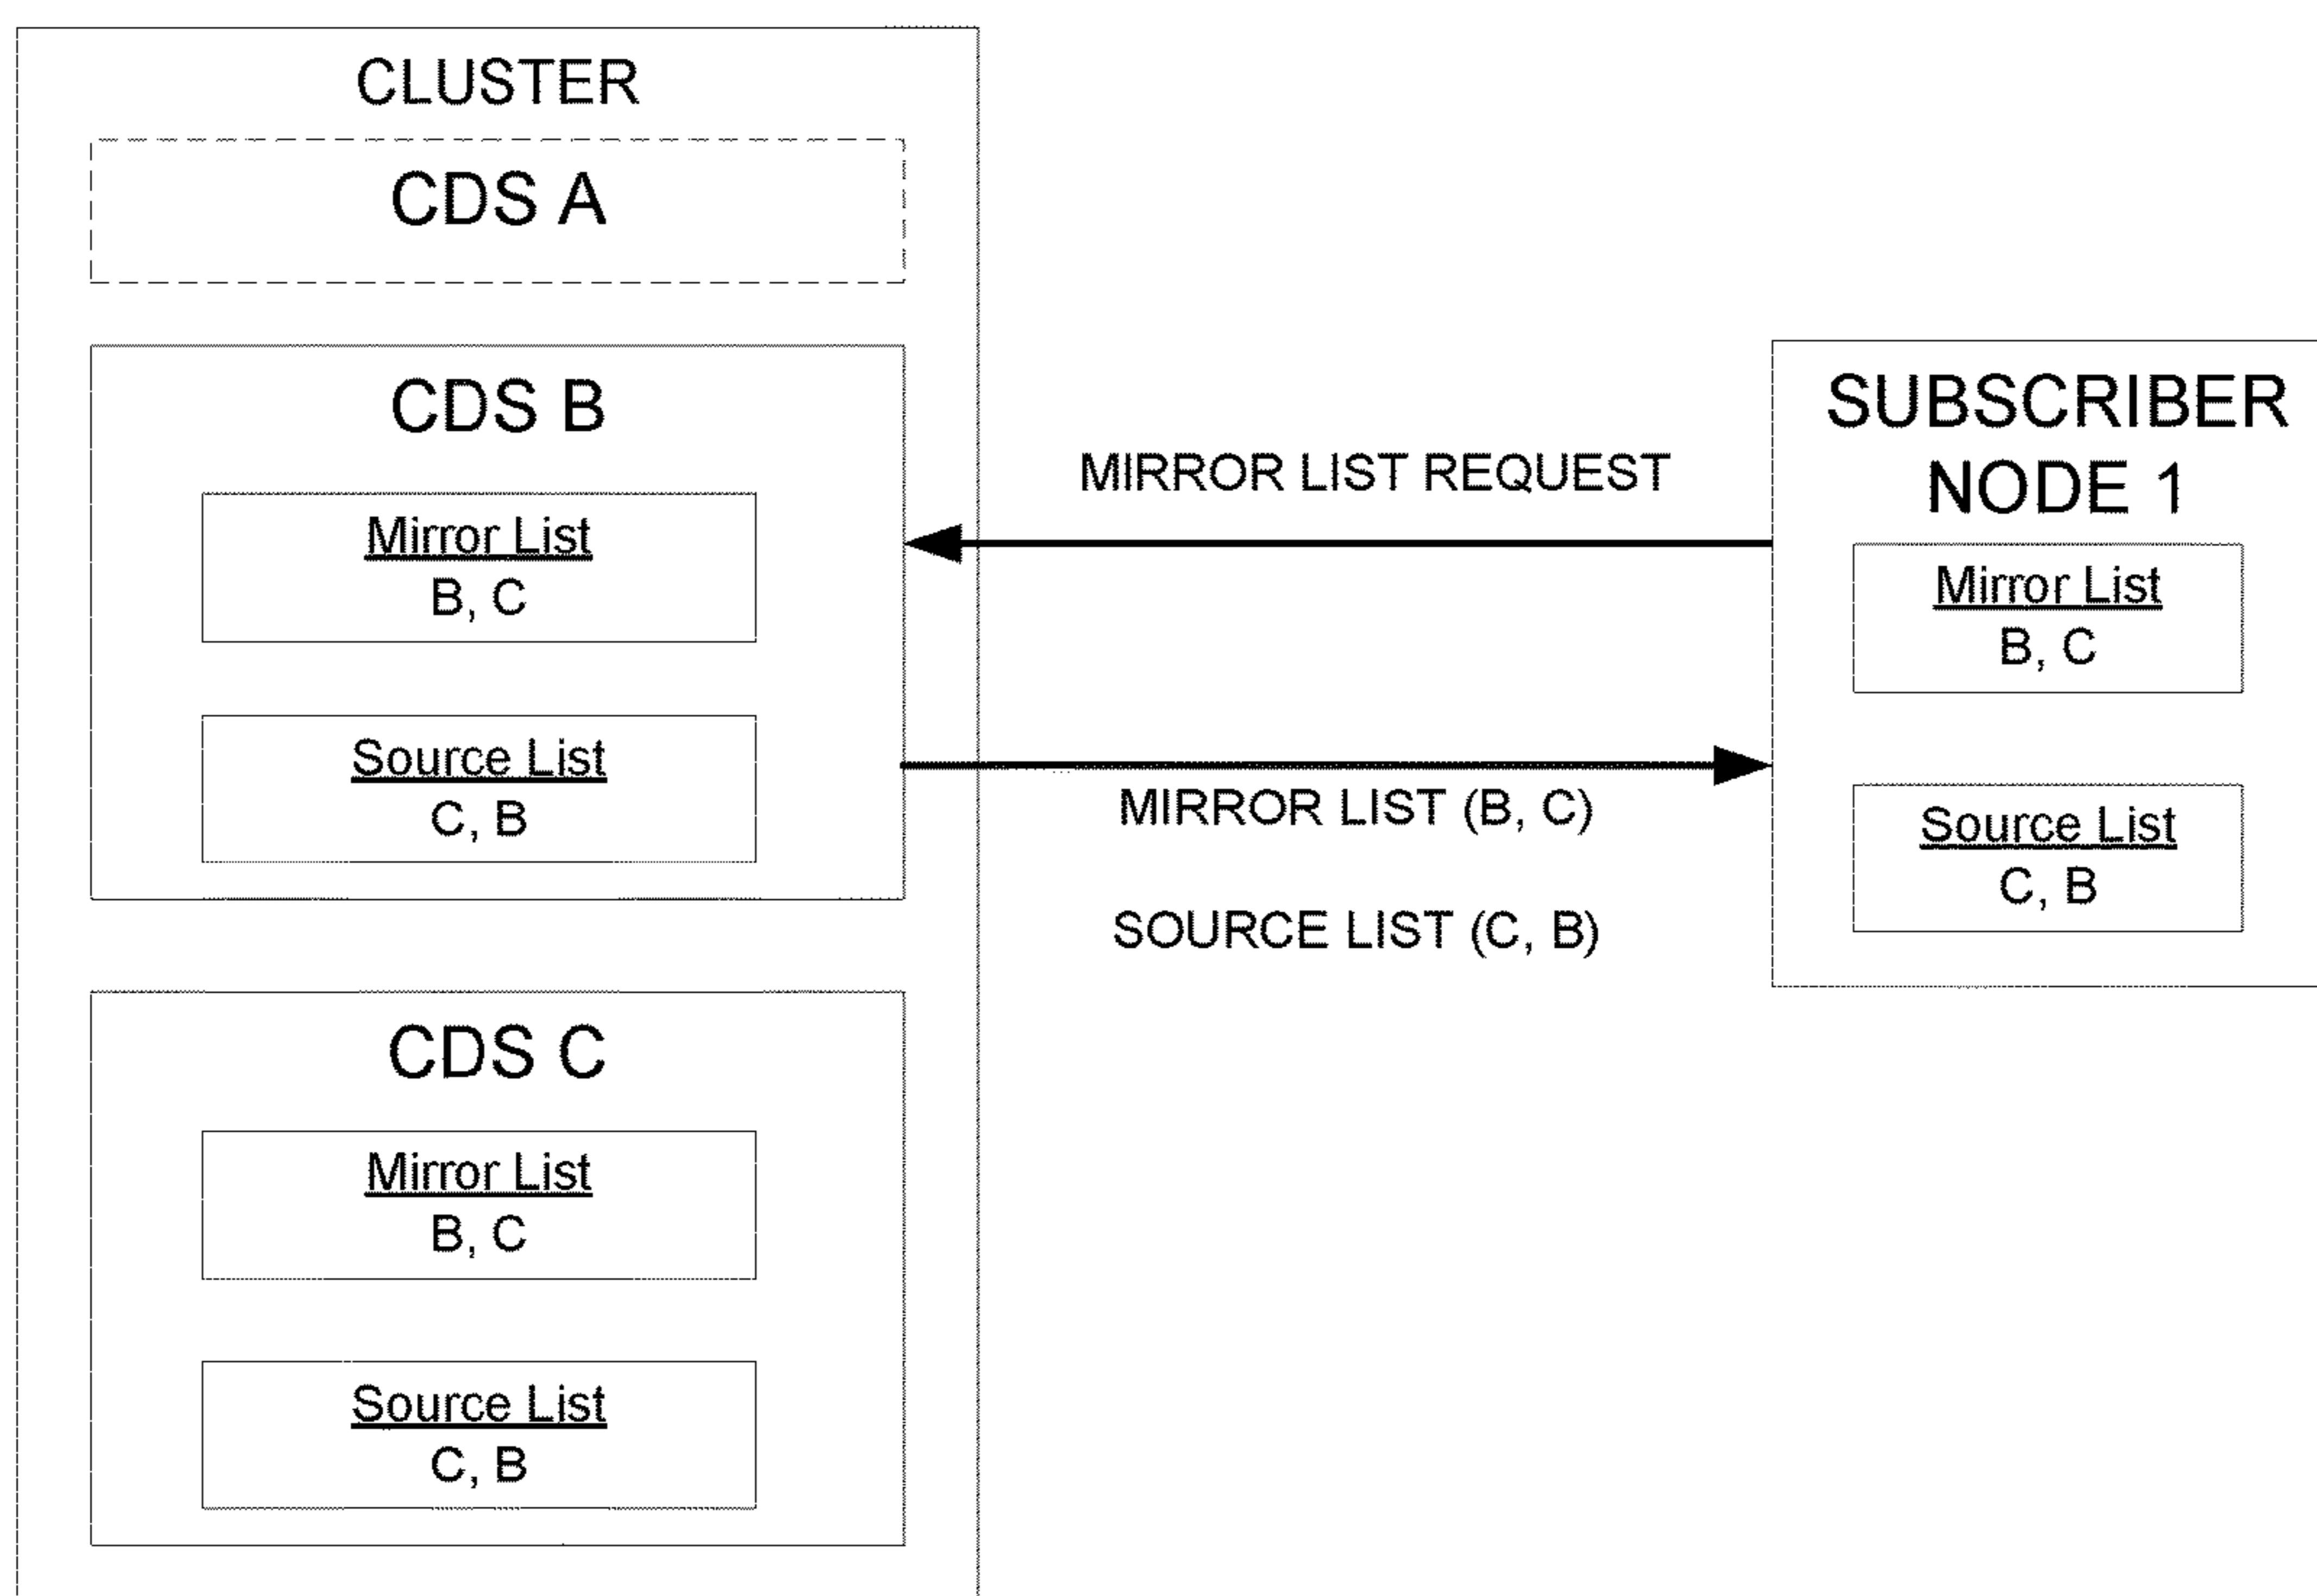 CLUSTER
CDS A
CDS B
Mirror List
B, C
Source List
C, B
CDS C
Mirror List
B, C
Source List
C, B
MIRROR LIST REQUEST
MIRROR LIST (B, C)
SOURCE LIST (C, B)
SUBSCRIBER
NODE 1
Mirror List
B, C
Source List
C, B